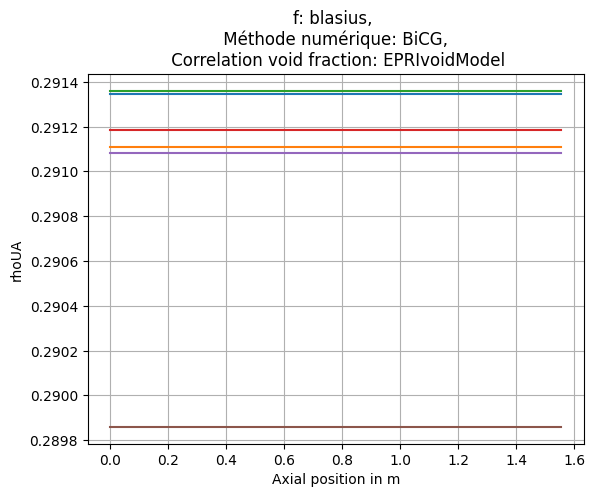 f: blasius,
Méthode numérique: BiCG,
Correlation void fraction: EPRIvoidModel
0.2914
0.2912
0.2910
0.2908
0.2906
0.2904
0.2902
0.2900
0.2898
rhoUA
0.0 0.2 0.4 0.6 0.8 1.0 1.2 1.4 1.6
Axial position in m